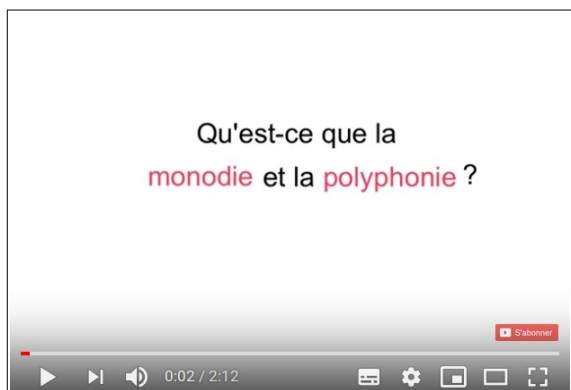 Qu'est-ce que la
monodie et la polyphonie ?
S'abonner
0:02 / 2:12